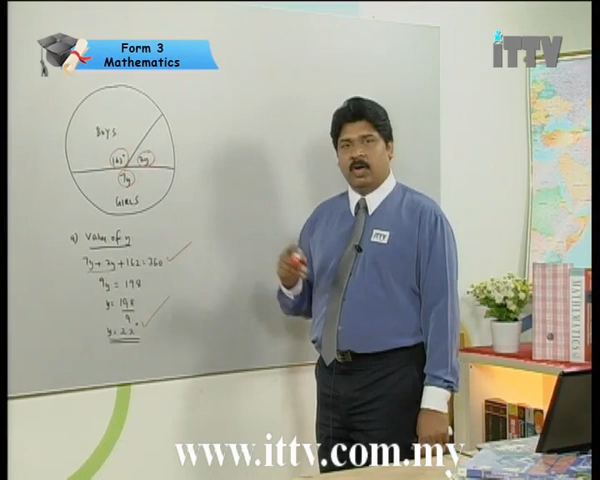 Form 3
Mathematics
iTTV
BOYS
162° 2y
7y
GIRLS
a) Value of y
7y + 2y + 162 = 360
9y = 198
y = 198
9
y = 22°
ITTV
MATHEMATICS
www.ittv.com.my